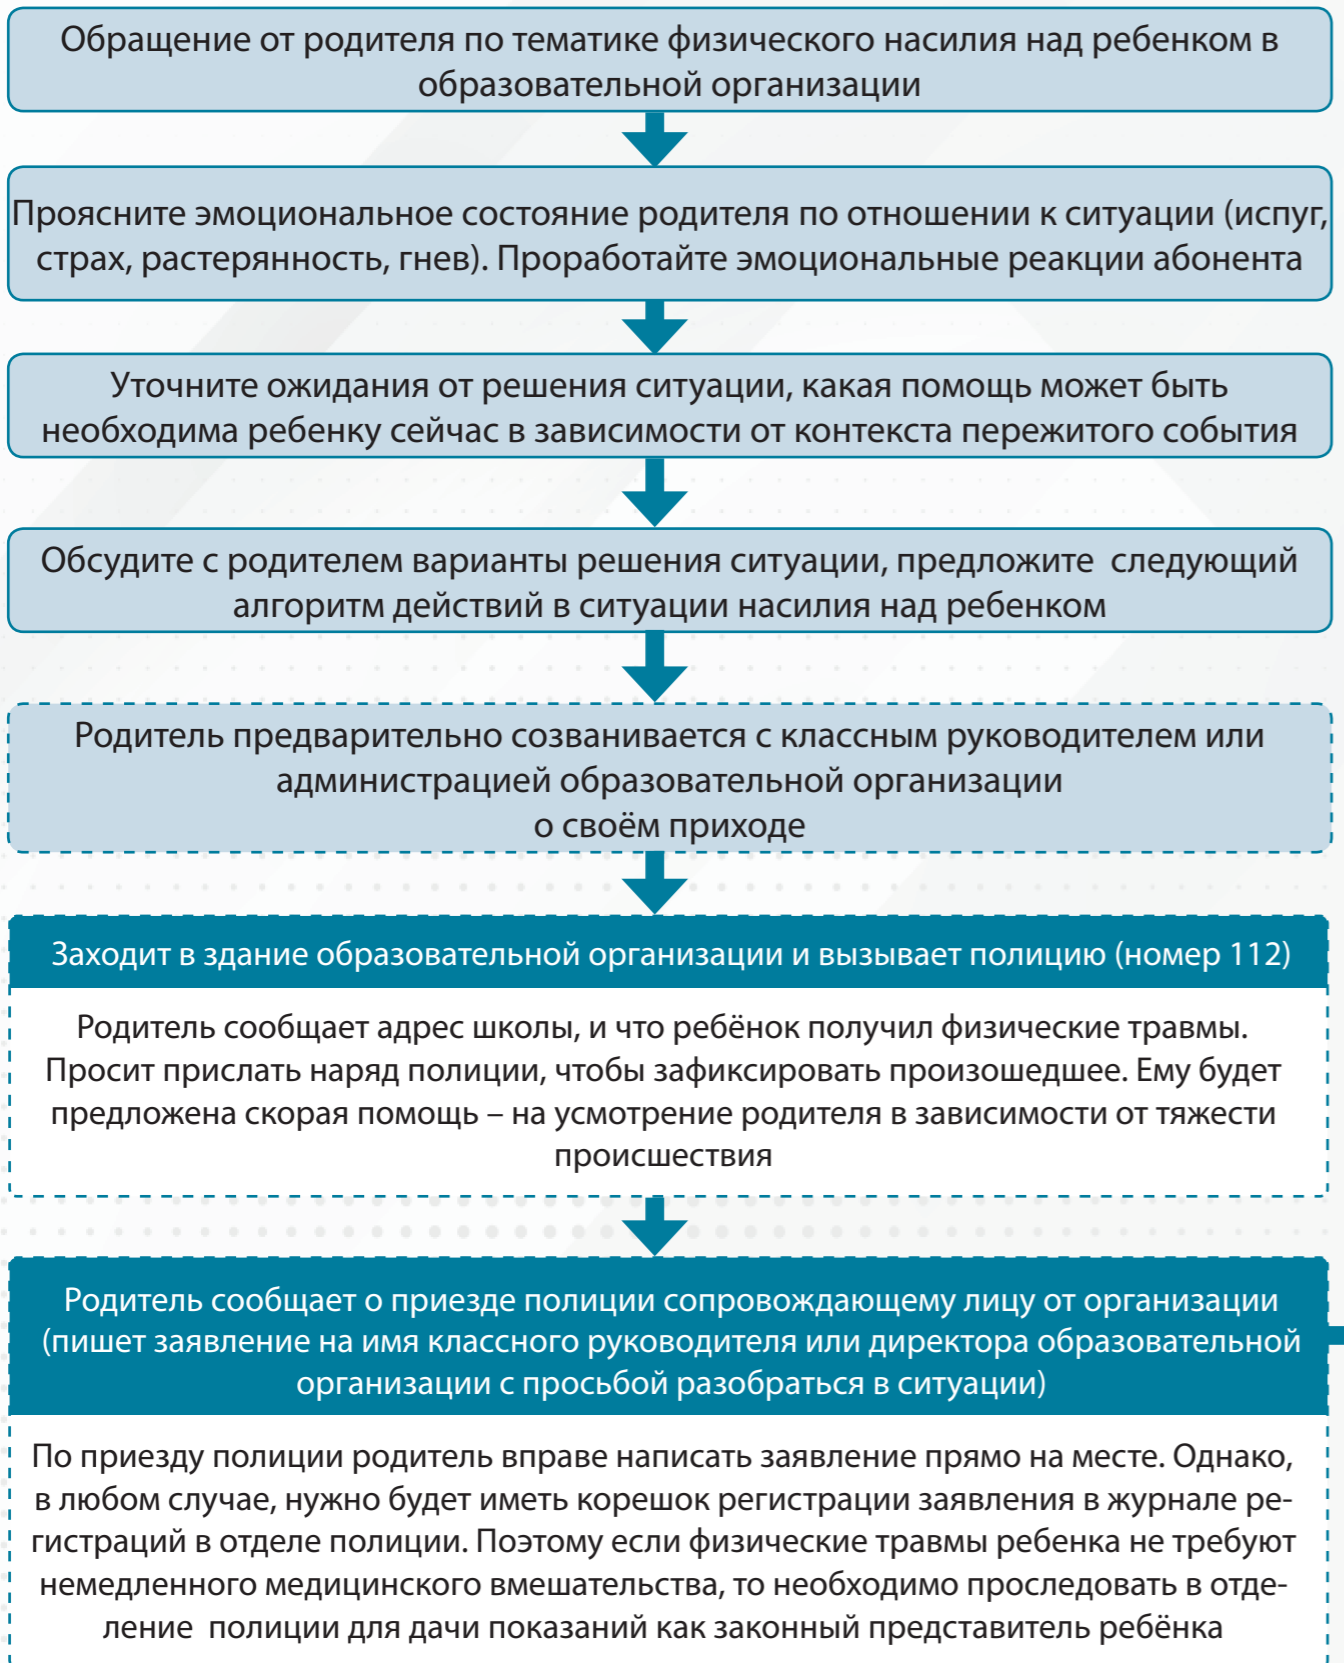 Обращение от родителя по тематике физического насилия над ребенком в
образовательной организации
Проясните эмоциональное состояние родителя по отношении к ситуации (испуг,
страх, растерянность, гнев). Проработайте эмоциональные реакции абонента
Уточните ожидания от решения ситуации, какая помощь может быть
необходима ребенку сейчас в зависимости от контекста пережитого события
Обсудите с родителем варианты решения ситуации, предложите следующий
алгоритм действий в ситуации насилия над ребенком
Родитель предварительно созванивается с классным руководителем или
администрацией образовательной организации
о своём приходе
Заходит в здание образовательной организации и вызывает полицию (номер 112)
Родитель сообщает адрес школы, и что ребёнок получил физические травмы.
Просит прислать наряд полиции, чтобы зафиксировать произошедшее. Ему будет
предложена скорая помощь – на усмотрение родителя в зависимости от тяжести
происшествия
Родитель сообщает о приезде полиции сопровождающему лицу от организации
(пишет заявление на имя классного руководителя или директора образовательной
организации с просьбой разобраться в ситуации)
По приезду полиции родитель вправе написать заявление прямо на месте. Однако,
в любом случае, нужно будет иметь корешок регистрации заявления в журнале ре-
гистраций в отделе полиции. Поэтому если физические травмы ребенка не требуют
немедленного медицинского вмешательства, то необходимо проследовать в отде-
ление полиции для дачи показаний как законный представитель ребёнка